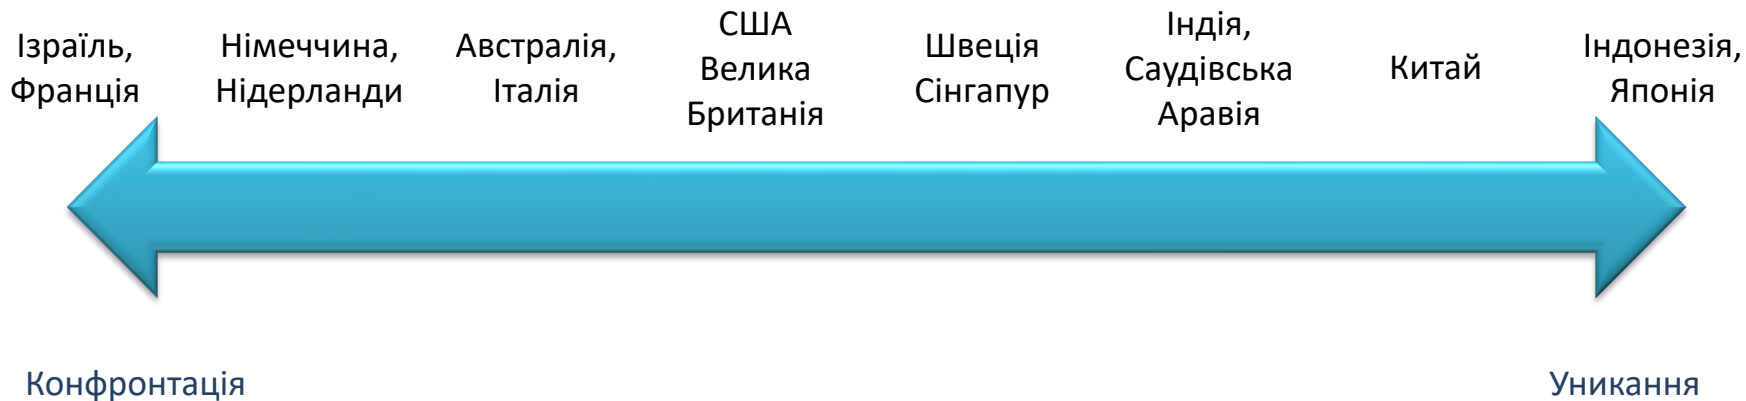 Ізраїль,
Франція
Німеччина,
Нідерланди
Австралія,
Італія
США
Велика
Британія
Швеція
Сінгапур
Індія,
Саудівська
Аравія
Китай
Індонезія,
Японія
Конфронтація
Уникання